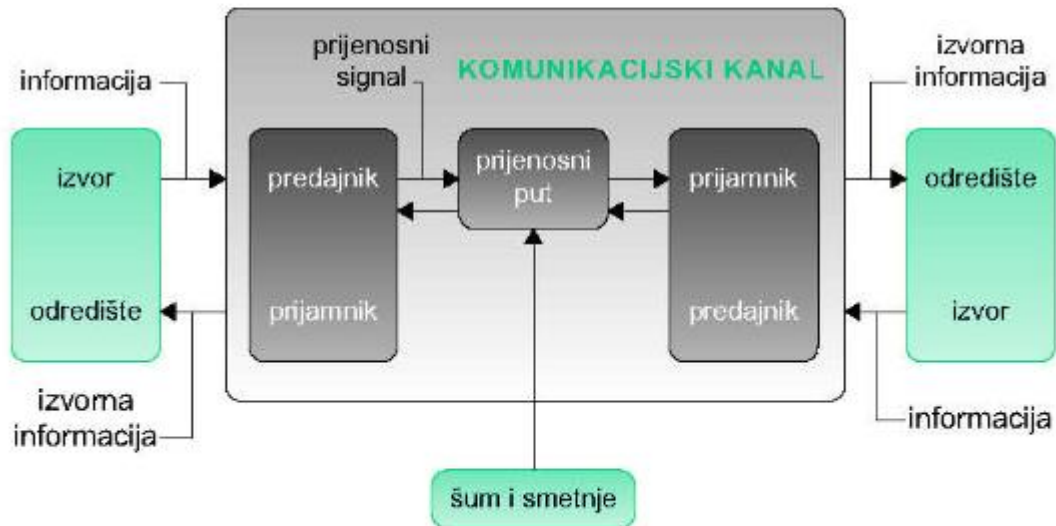 prijenosni
signal
KOMUNIKACIJSKI KANAL
izvorna
informacija
informacija
izvor
predajnik
prijenosni
put
prijamnik
odredište
odredište
prijamnik
predajnik
izvor
izvorna
informacija
informacija
šum i smetnje